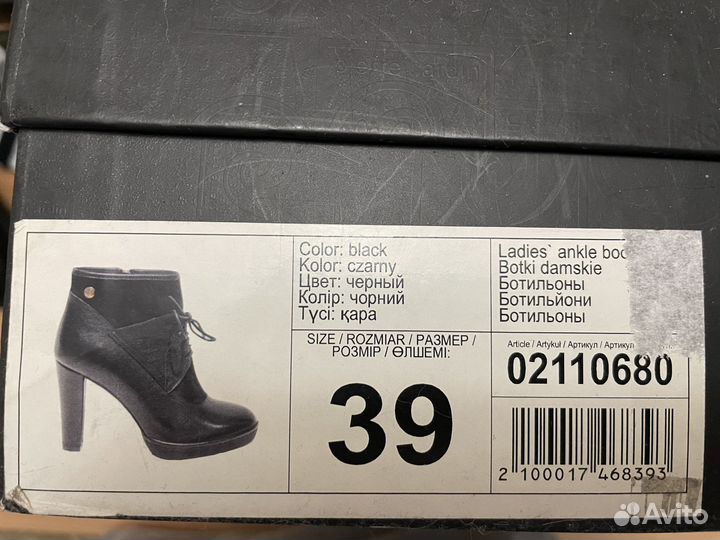 Color: black
Kolor: czarny
Цвет: черный
Колір: чорний
Түсі: қара
SIZE / ROZMIAR / РАЗМЕР /
РОЗМІР / ӨЛШЕМІ:
39
Ladies` ankle
Botki damskie
Ботильоны
Ботильйони
Ботильоны
Article / Artykuł / Артикул / Артикул
02110680
2 100017 468393
Avito